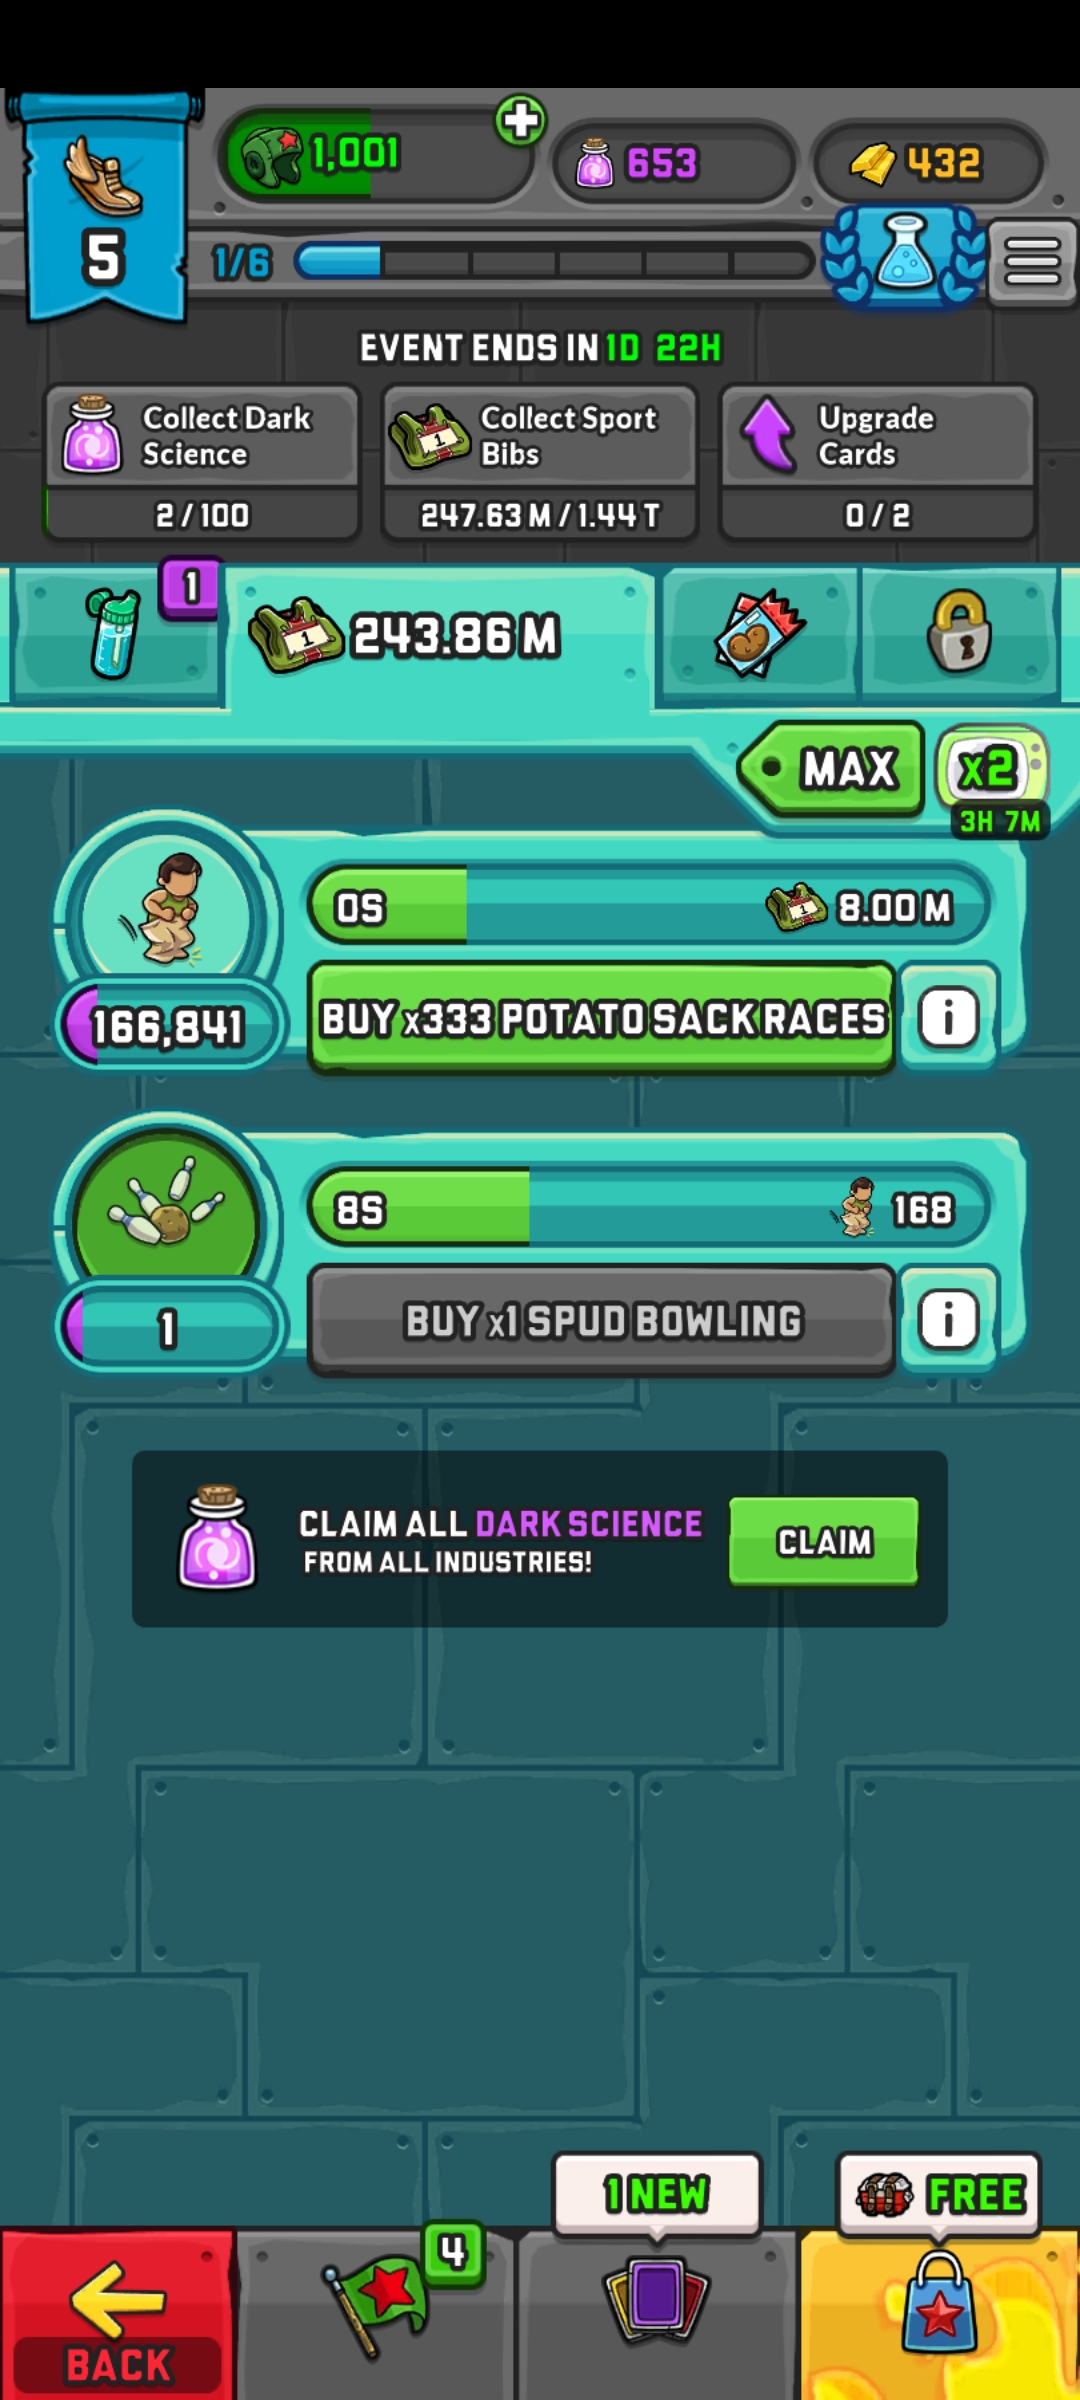 1,001
653
432
5
1/6
EVENT ENDS IN 1D 22H
Collect Dark
Science
2 / 100
Collect Sport
Bibs
247.63 M / 1.44 T
Upgrade
Cards
0 / 2
1
1
243.86 M
MAX
x2
3H 7M
0S
1
8.00 M
166,841
BUY x333 POTATO SACK RACES
i
8S
168
1
BUY x1 SPUD BOWLING
i
CLAIM ALL DARK SCIENCE
FROM ALL INDUSTRIES!
CLAIM
1 NEW
FREE
4
BACK